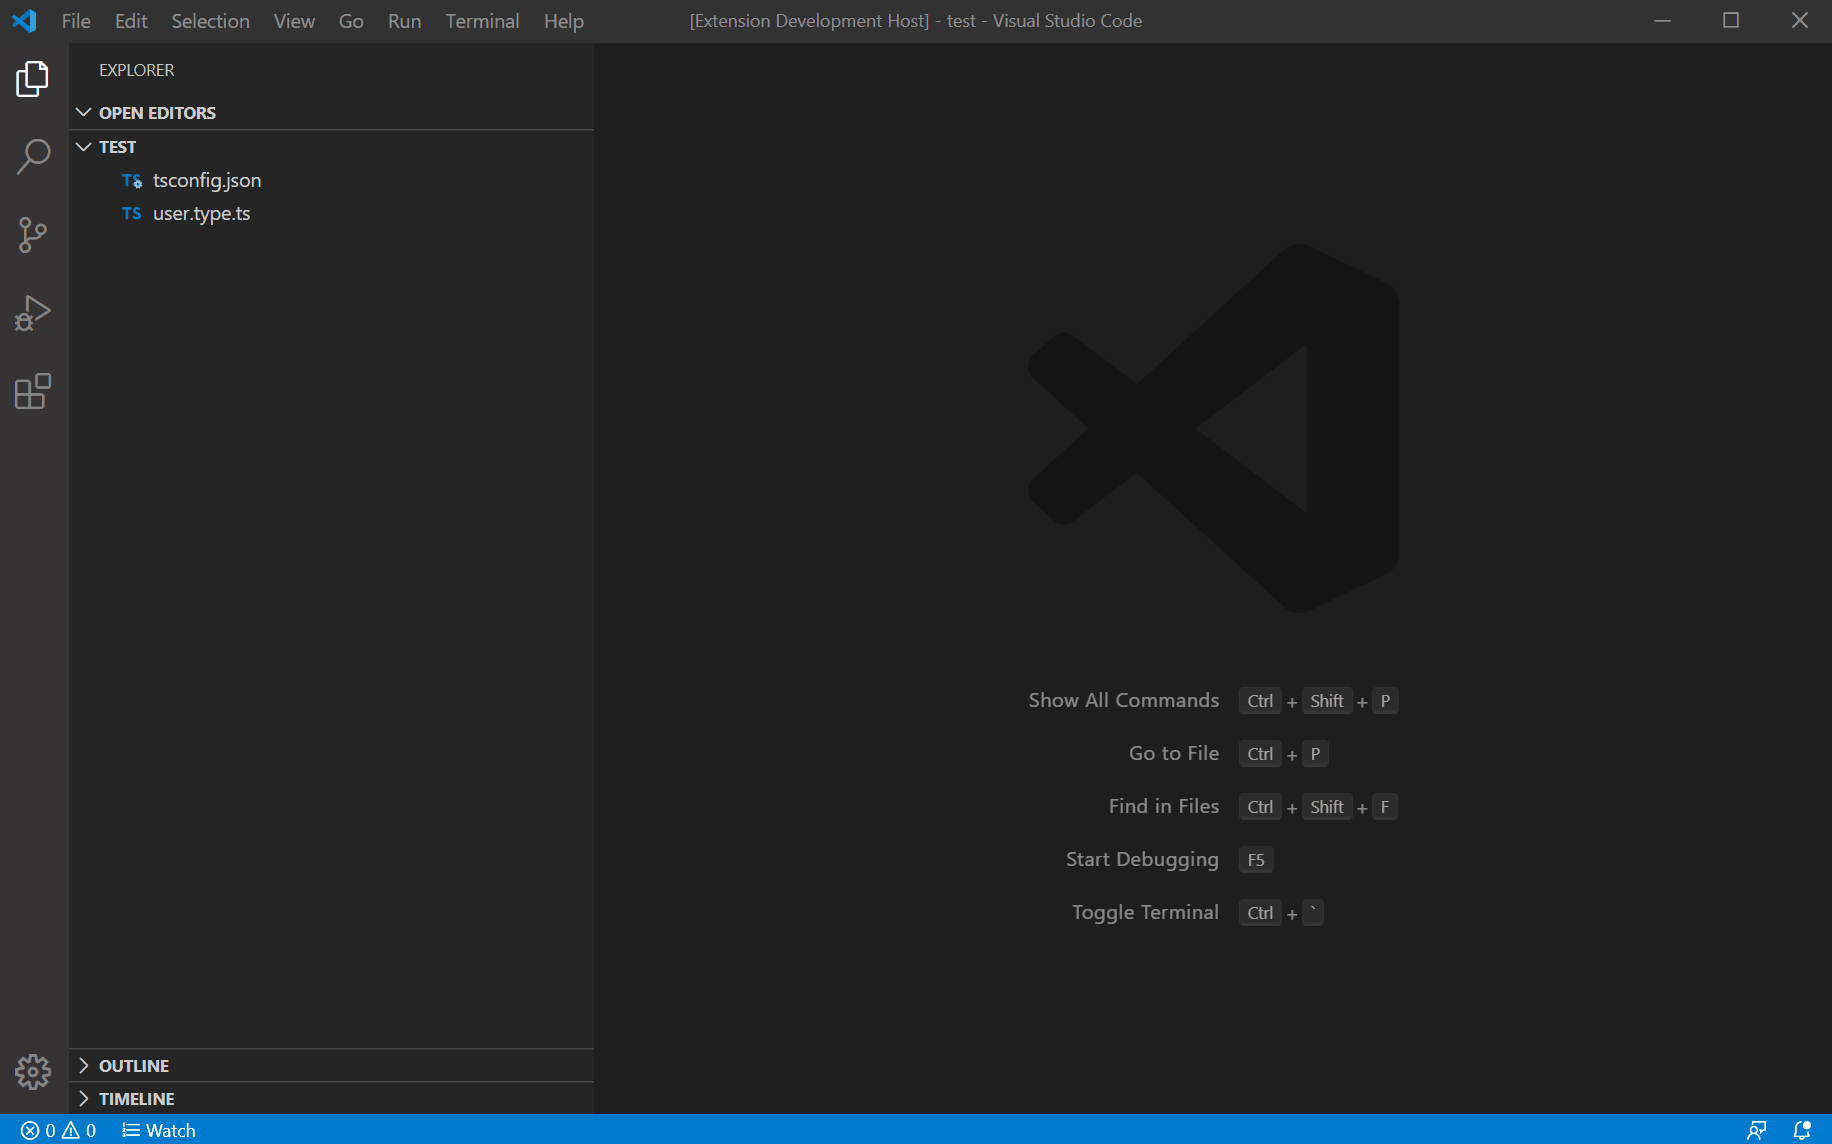 File Edit Selection View Go Run Terminal Help [Extension Development Host] - test - Visual Studio Code
EXPLORER
OPEN EDITORS
TEST
TS tsconfig.json
TS user.type.ts
Show All Commands Ctrl + Shift + P
Go to File Ctrl + P
Find in Files Ctrl + Shift + F
Start Debugging F5
Toggle Terminal Ctrl + `
OUTLINE
TIMELINE
0 0 Watch